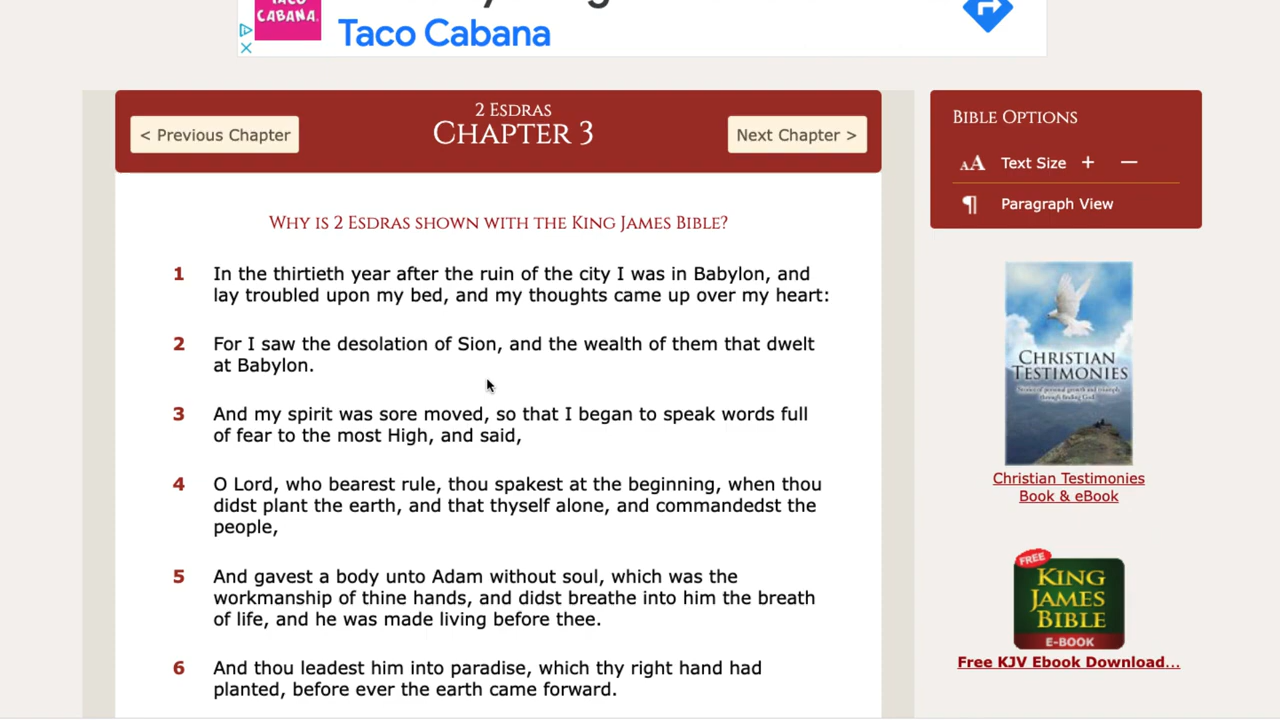 CABANA.
Taco Cabana
2 Esdras
Chapter 3
< Previous Chapter
Next Chapter >
Why is 2 Esdras shown with the King James Bible?
1 In the thirtieth year after the ruin of the city I was in Babylon, and
lay troubled upon my bed, and my thoughts came up over my heart:
2 For I saw the desolation of Sion, and the wealth of them that dwelt
at Babylon.
3 And my spirit was sore moved, so that I began to speak words full
of fear to the most High, and said,
4 O Lord, who bearest rule, thou spakest at the beginning, when thou
didst plant the earth, and that thyself alone, and commandedst the
people,
5 And gavest a body unto Adam without soul, which was the
workmanship of thine hands, and didst breathe into him the breath
of life, and he was made living before thee.
6 And thou leadest him into paradise, which thy right hand had
planted, before ever the earth came forward.
Bible Options
AA Text Size + —
¶ Paragraph View
CHRISTIAN
TESTIMONIES
Christian Testimonies
Book & eBook
FREE
KING
JAMES
BIBLE
E-BOOK
Free KJV Ebook Download...